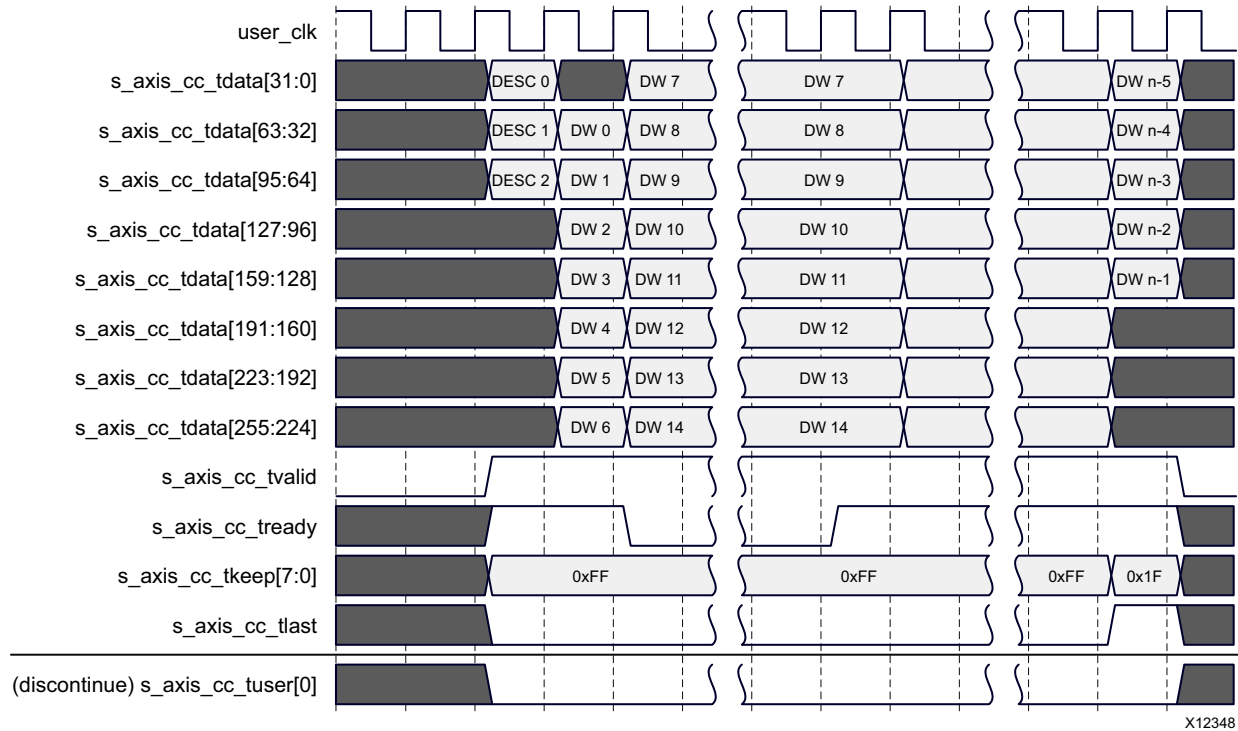 user_clk
s_axis_cc_tdata[31:0] DESC 0 DW 7 DW 7 DW n-5
s_axis_cc_tdata[63:32] DESC 1 DW 0 DW 8 DW 8 DW n-4
s_axis_cc_tdata[95:64] DESC 2 DW 1 DW 9 DW 9 DW n-3
s_axis_cc_tdata[127:96] DW 2 DW 10 DW 10 DW n-2
s_axis_cc_tdata[159:128] DW 3 DW 11 DW 11 DW n-1
s_axis_cc_tdata[191:160] DW 4 DW 12 DW 12
s_axis_cc_tdata[223:192] DW 5 DW 13 DW 13
s_axis_cc_tdata[255:224] DW 6 DW 14 DW 14
s_axis_cc_tvalid
s_axis_cc_tready
s_axis_cc_tkeep[7:0] 0xFF 0xFF 0xFF 0x1F
s_axis_cc_tlast
(discontinue) s_axis_cc_tuser[0]
X12348